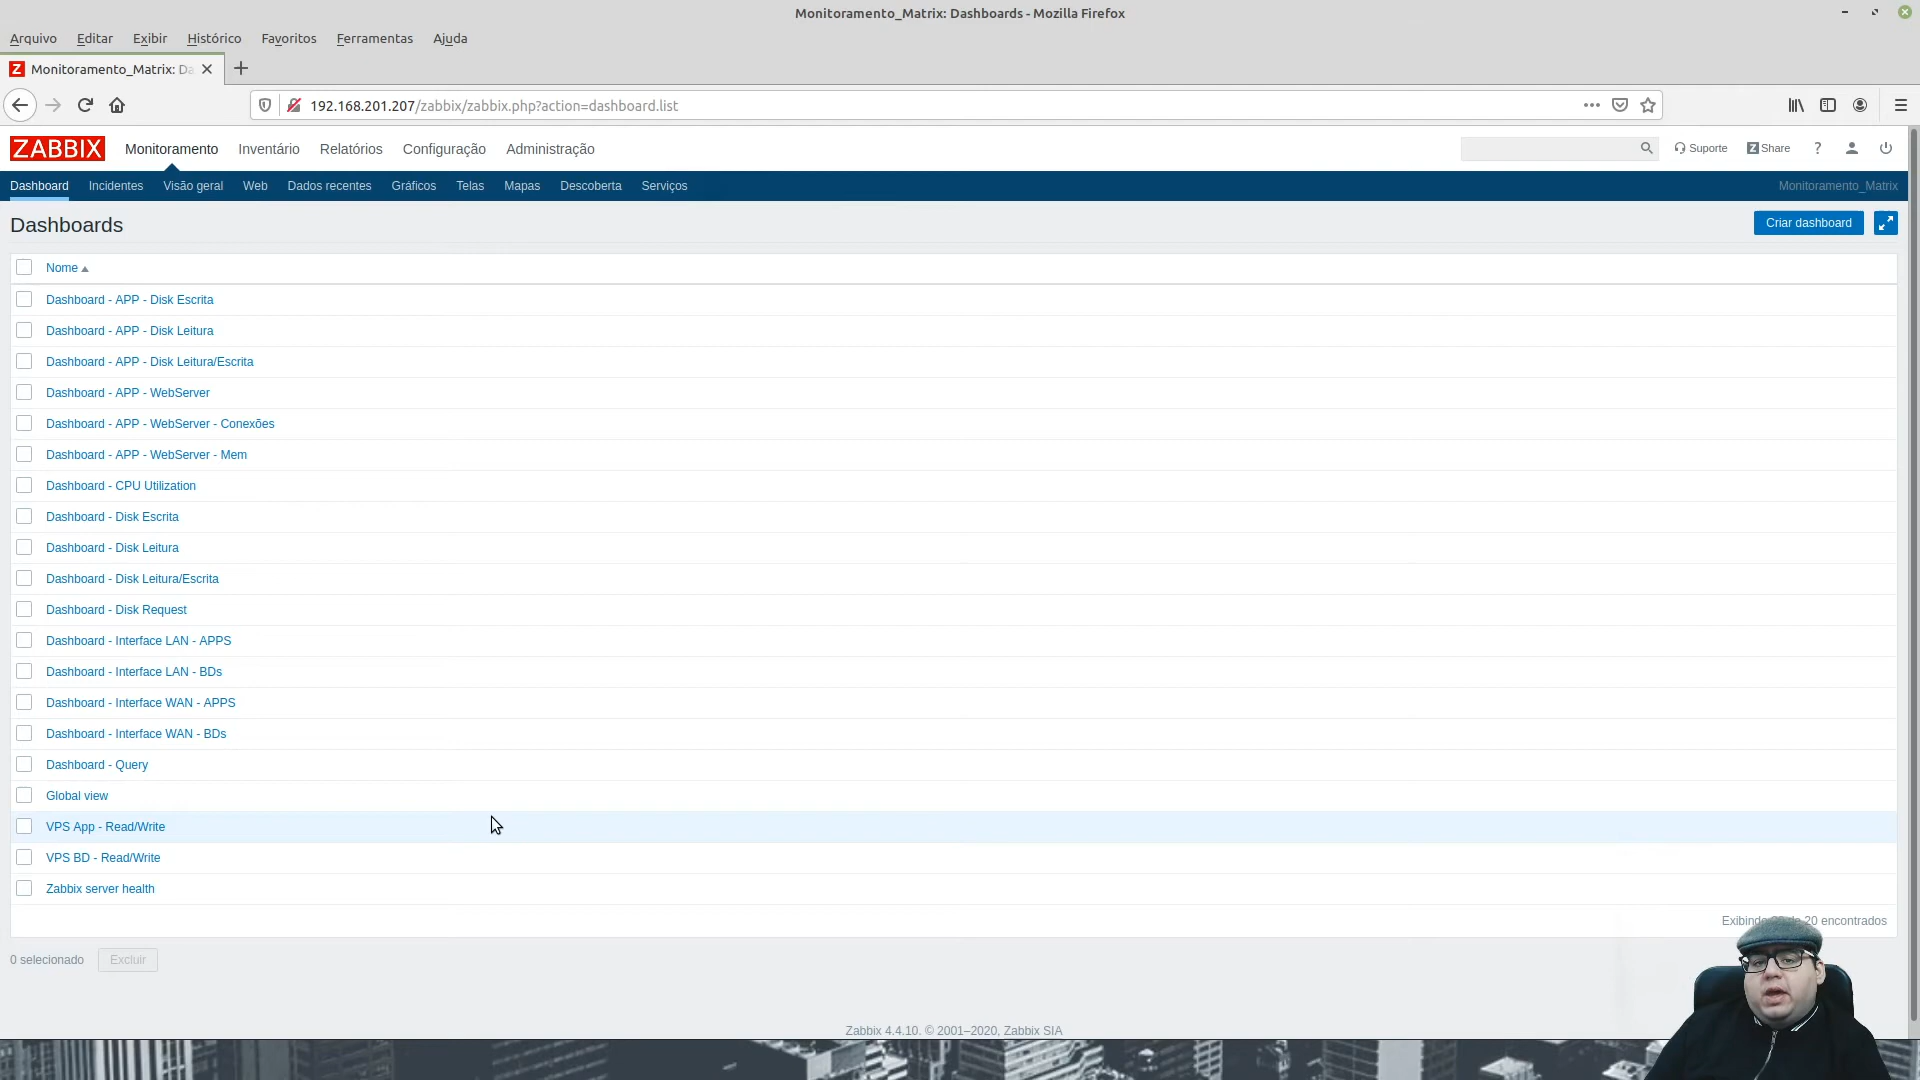 Monitoramento_Matrix: Dashboards - Mozilla Firefox
Arquivo Editar Exibir Histórico Favoritos Ferramentas Ajuda
Z Monitoramento_Matrix: Da
192.168.201.207/zabbix/zabbix.php?action=dashboard.list
ZABBIX Monitoramento Inventário Relatórios Configuração Administração Suporte Z Share ?
Dashboard Incidentes Visão geral Web Dados recentes Gráficos Telas Mapas Descoberta Serviços Monitoramento_Matrix
Dashboards Criar dashboard
Nome
Dashboard - APP - Disk Escrita
Dashboard - APP - Disk Leitura
Dashboard - APP - Disk Leitura/Escrita
Dashboard - APP - WebServer
Dashboard - APP - WebServer - Conexões
Dashboard - APP - WebServer - Mem
Dashboard - CPU Utilization
Dashboard - Disk Escrita
Dashboard - Disk Leitura
Dashboard - Disk Leitura/Escrita
Dashboard - Disk Request
Dashboard - Interface LAN - APPS
Dashboard - Interface LAN - BDs
Dashboard - Interface WAN - APPS
Dashboard - Interface WAN - BDs
Dashboard - Query
Global view
VPS App - Read/Write
VPS BD - Read/Write
Zabbix server health
20 encontrados
0 selecionado Excluir
Zabbix 4.4.10. © 2001–2020, Zabbix SIA